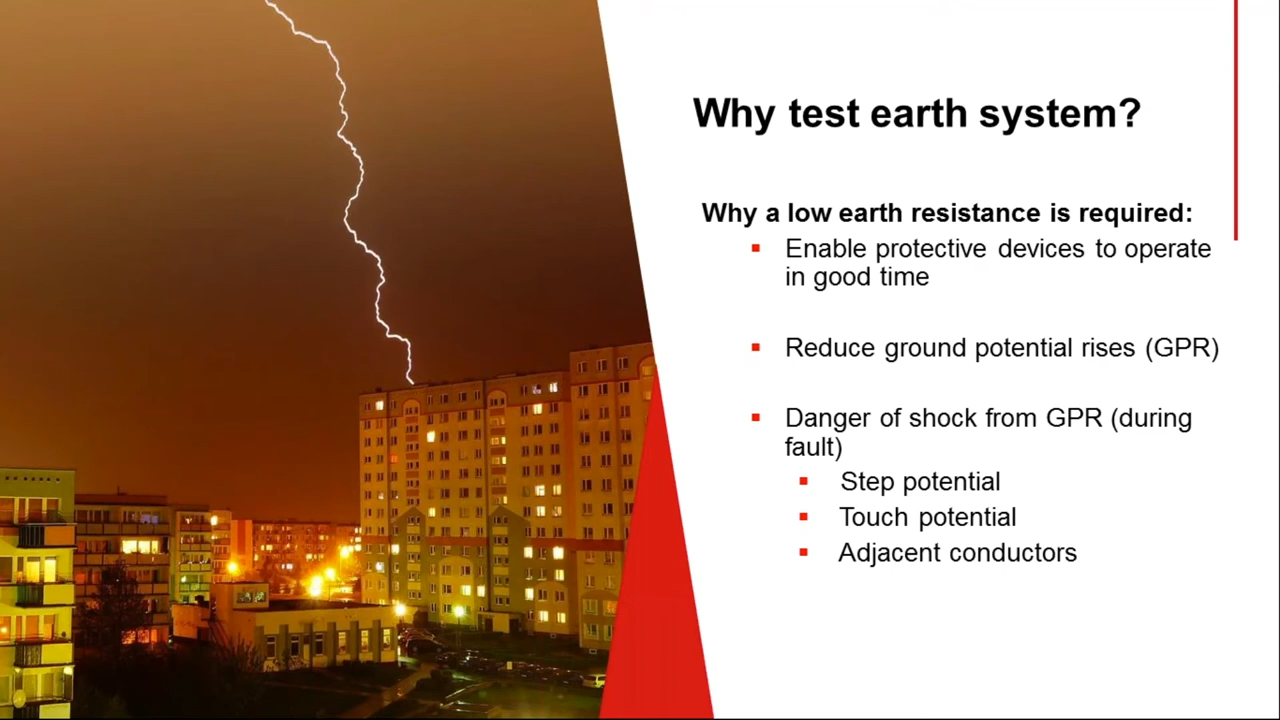 Why test earth system?
Why a low earth resistance is required:
Enable protective devices to operate
in good time
Reduce ground potential rises (GPR)
Danger of shock from GPR (during
fault)
Step potential
Touch potential
Adjacent conductors